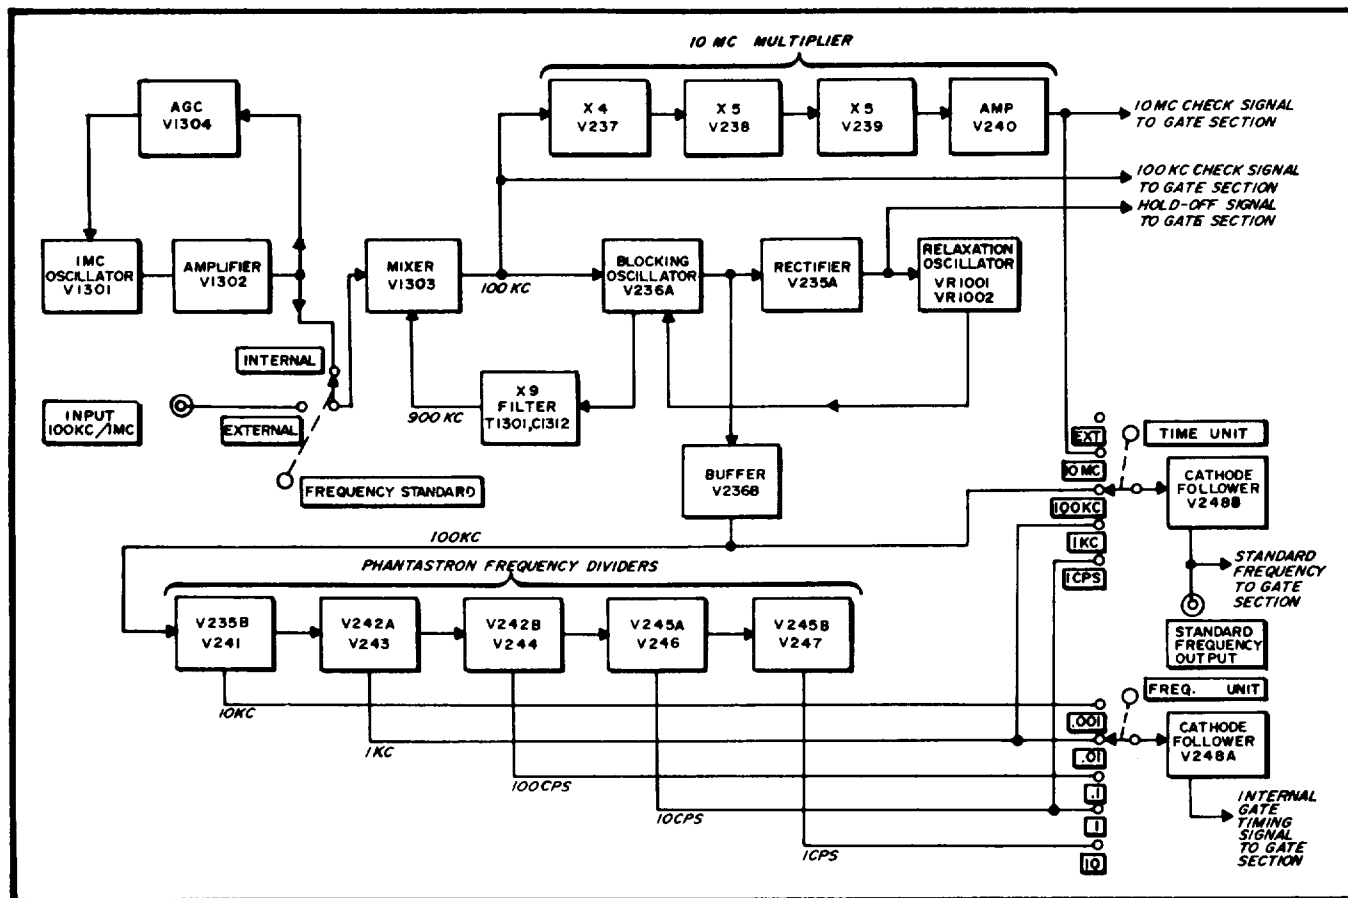 10 MC MULTIPLIER
AGC
V1304
X4
V237
X5
V238
X5
V239
AMP
V240
10 MC CHECK SIGNAL
TO GATE SECTION
100 KC CHECK SIGNAL
TO GATE SECTION
HOLD-OFF SIGNAL
TO GATE SECTION
1MC
OSCILLATOR
V1301
AMPLIFIER
V1302
MIXER
V1303
100 KC
BLOCKING
OSCILLATOR
V236A
RECTIFIER
V235A
RELAXATION
OSCILLATOR
VR1001
VR1002
INTERNAL
INPUT
100KC/1MC
EXTERNAL
FREQUENCY STANDARD
900 KC
X9
FILTER
T1301,C1312
BUFFER
V236B
EXT
10MC
100KC
1KC
1CPS
TIME UNIT
CATHODE
FOLLOWER
V248B
STANDARD
FREQUENCY
TO GATE
SECTION
STANDARD
FREQUENCY
OUTPUT
100KC
PHANTASTRON FREQUENCY DIVIDERS
V235B
V241
V242A
V243
V242B
V244
V245A
V246
V245B
V247
10KC
1KC
100CPS
10CPS
1CPS
.001
.01
.1
1
10
FREQ. UNIT
CATHODE
FOLLOWER
V248A
INTERNAL
GATE
TIMING
SIGNAL
TO GATE
SECTION